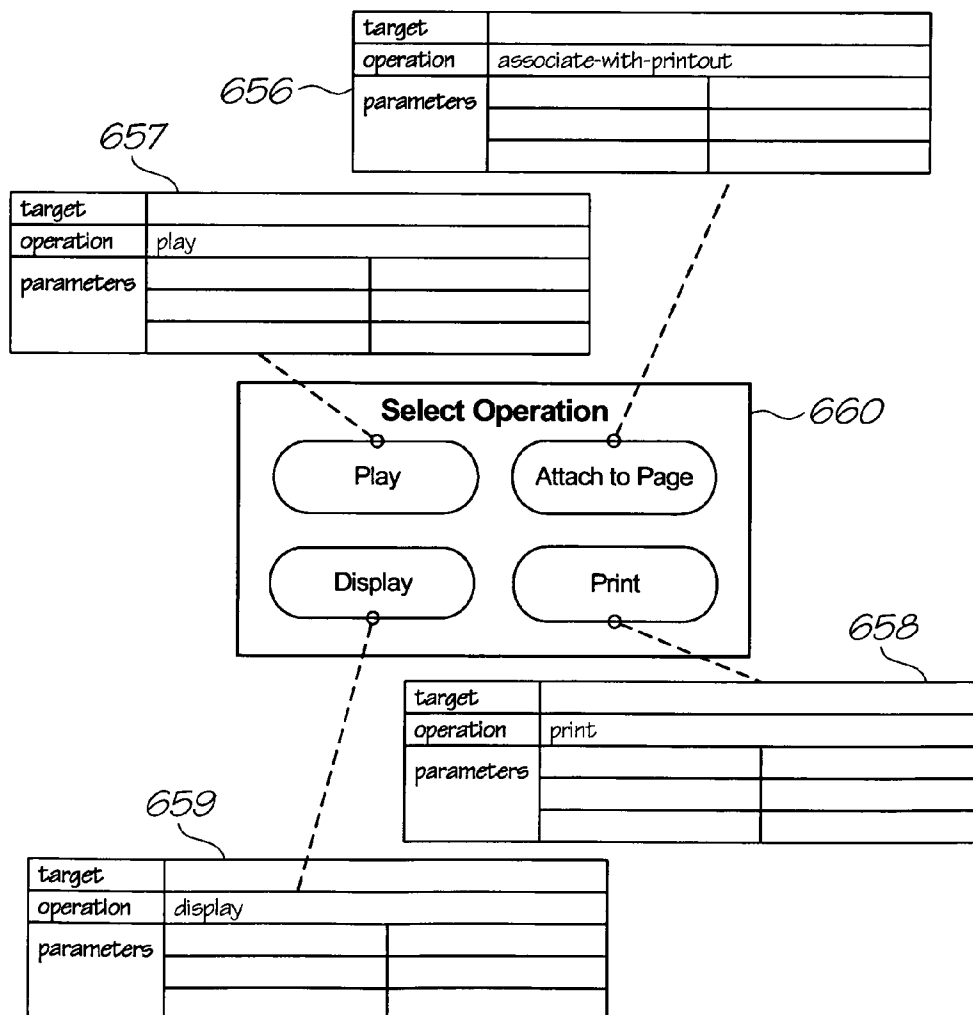 target
operation associate-with-printout
656
parameters
657
target
operation play
parameters
Select Operation
660
Play Attach to Page
Display Print
658
target
operation print
parameters
659
target
operation display
parameters